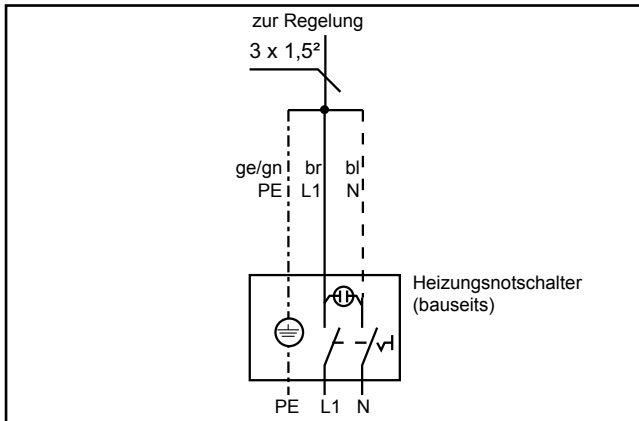 zur Regelung
3 x 1,5²
ge/gn br bl
PE L1 N
Heizungsnotschalter
(bauseits)
PE L1 N